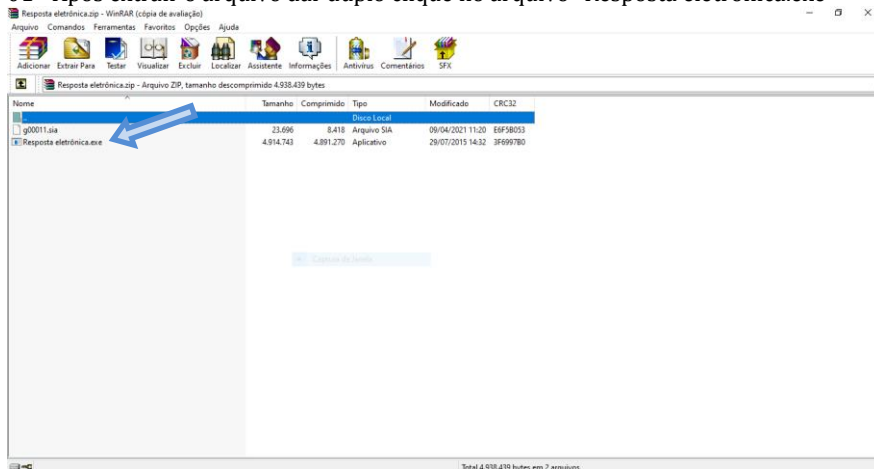 Resposta eletrônica.zip - WinRAR (cópia de avaliação)
Arquivo Comandos Ferramentas Favoritos Opções Ajuda
Adicionar Extrair Para Testar Visualizar Excluir Localizar Assistente Informações Antivírus Comentários SFX
Resposta eletrônica.zip - Arquivo ZIP, tamanho descomprimido 4.938.439 bytes
Nome Tamanho Comprimido Tipo Modificado CRC32
.. Disco Local
g00011.sia 23.696 8.418 Arquivo SIA 09/04/2021 11:20 E6F5B053
Resposta eletrônica.exe 4.914.743 4.891.270 Aplicativo 29/07/2015 14:32 3F6997B0
Captura de Tela
Total 4.938.439 bytes em 2 arquivos